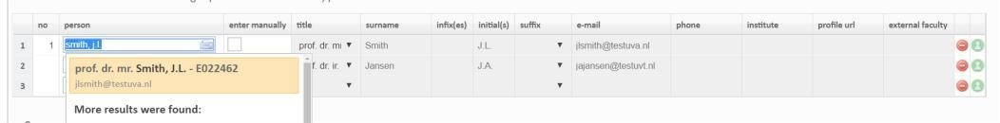 no person enter manually title surname infix(es) initial(s) suffix e-mail phone institute profile url external faculty
1 1 smith, j.l. prof. dr. mr ▼ Smith J.L. ▼ jlsmith@testuva.nl
2 f. dr. ir. ▼ Jansen J.A. ▼ jajansen@testuvt.nl
3 ▼ ▼
prof. dr. mr. Smith, J.L. - E022462
jlsmith@testuva.nl
More results were found: